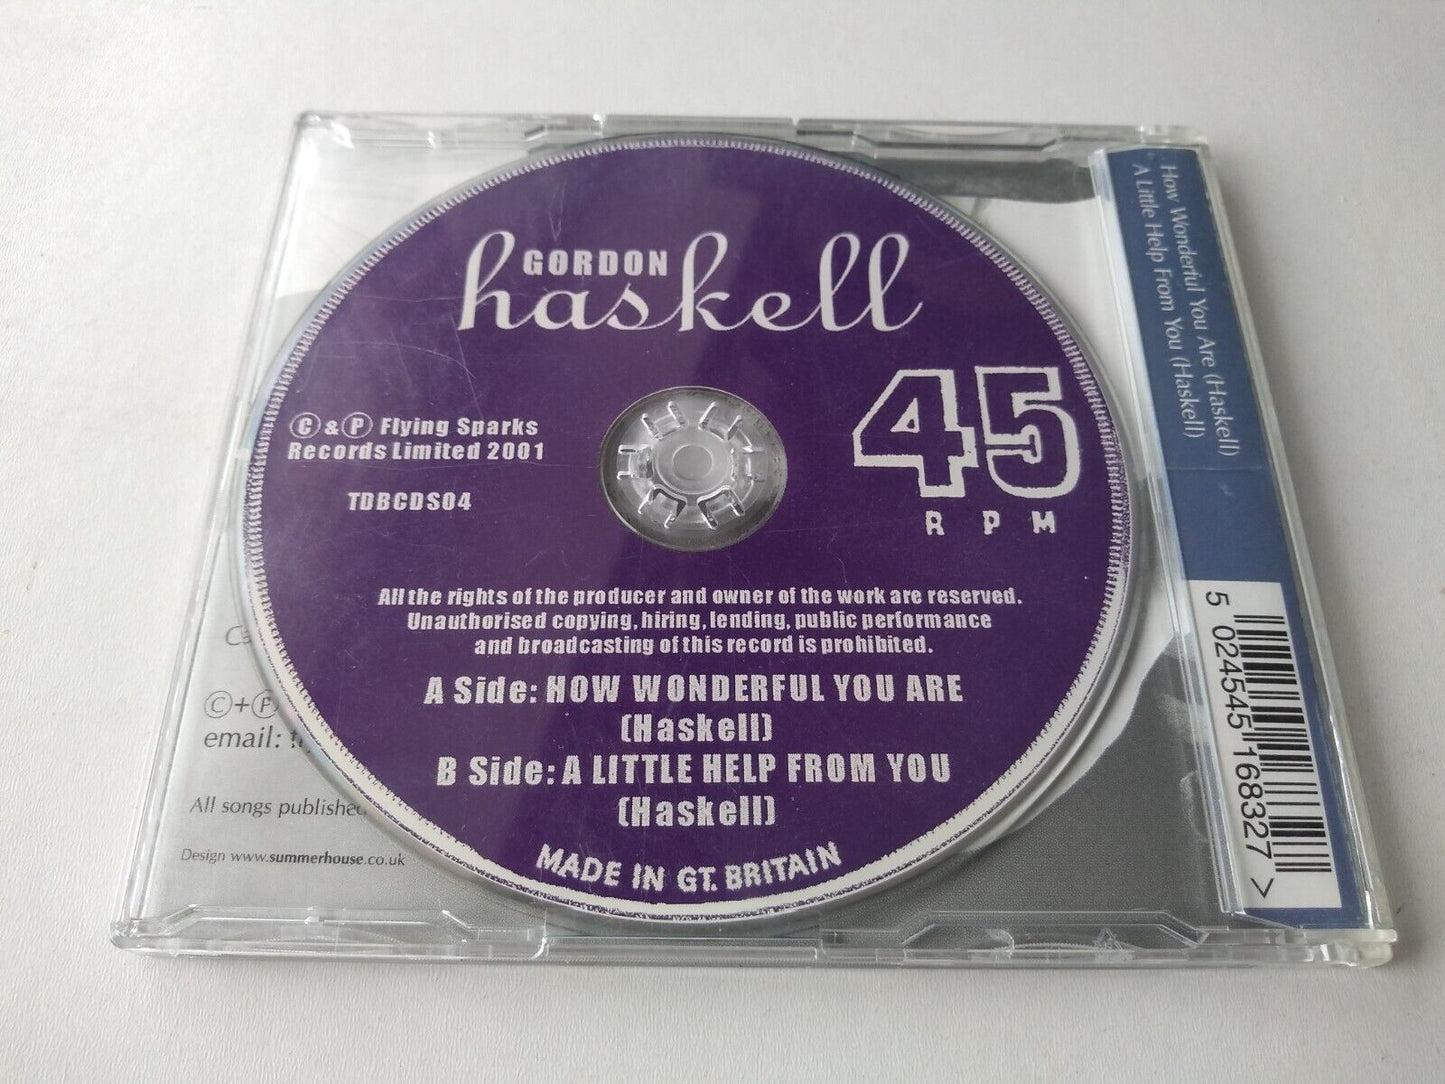 GORDON
haskell
45
RPM
© & ℗ Flying Sparks
Records Limited 2001
TDBCDS04
All the rights of the producer and owner of the work are reserved.
Unauthorised copying, hiring, lending, public performance
and broadcasting of this record is prohibited.
A Side: HOW WONDERFUL YOU ARE
(Haskell)
B Side: A LITTLE HELP FROM YOU
(Haskell)
MADE IN GT. BRITAIN
©+℗
email:
All songs published
Design www.summerhouse.co.uk
How Wonderful You Are (Haskell)
A Little Help From You (Haskell)
5 024545 168327 >